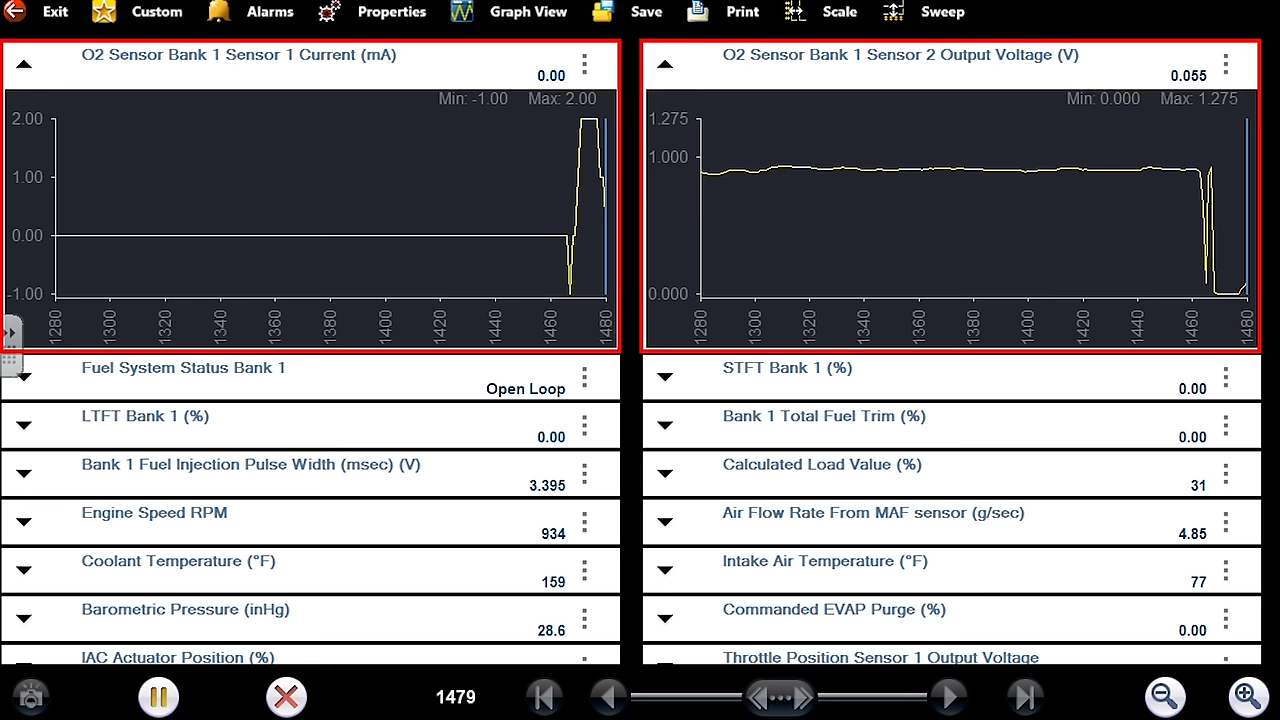 Exit Custom Alarms Properties Graph View Save Print Scale Sweep
O2 Sensor Bank 1 Sensor 1 Current (mA)
0.00
Min: -1.00 Max: 2.00
2.00
1.00
0.00
-1.00
1280 1300 1320 1340 1360 1380 1400 1420 1440 1460 1480
O2 Sensor Bank 1 Sensor 2 Output Voltage (V)
0.055
Min: 0.000 Max: 1.275
1.275
1.000
0.000
1280 1300 1320 1340 1360 1380 1400 1420 1440 1460 1480
Fuel System Status Bank 1
Open Loop
STFT Bank 1 (%)
0.00
LTFT Bank 1 (%)
0.00
Bank 1 Total Fuel Trim (%)
0.00
Bank 1 Fuel Injection Pulse Width (msec) (V)
3.395
Calculated Load Value (%)
31
Engine Speed RPM
934
Air Flow Rate From MAF sensor (g/sec)
4.85
Coolant Temperature (°F)
159
Intake Air Temperature (°F)
77
Barometric Pressure (inHg)
28.6
Commanded EVAP Purge (%)
0.00
IAC Actuator Position (%)
Throttle Position Sensor 1 Output Voltage
1479